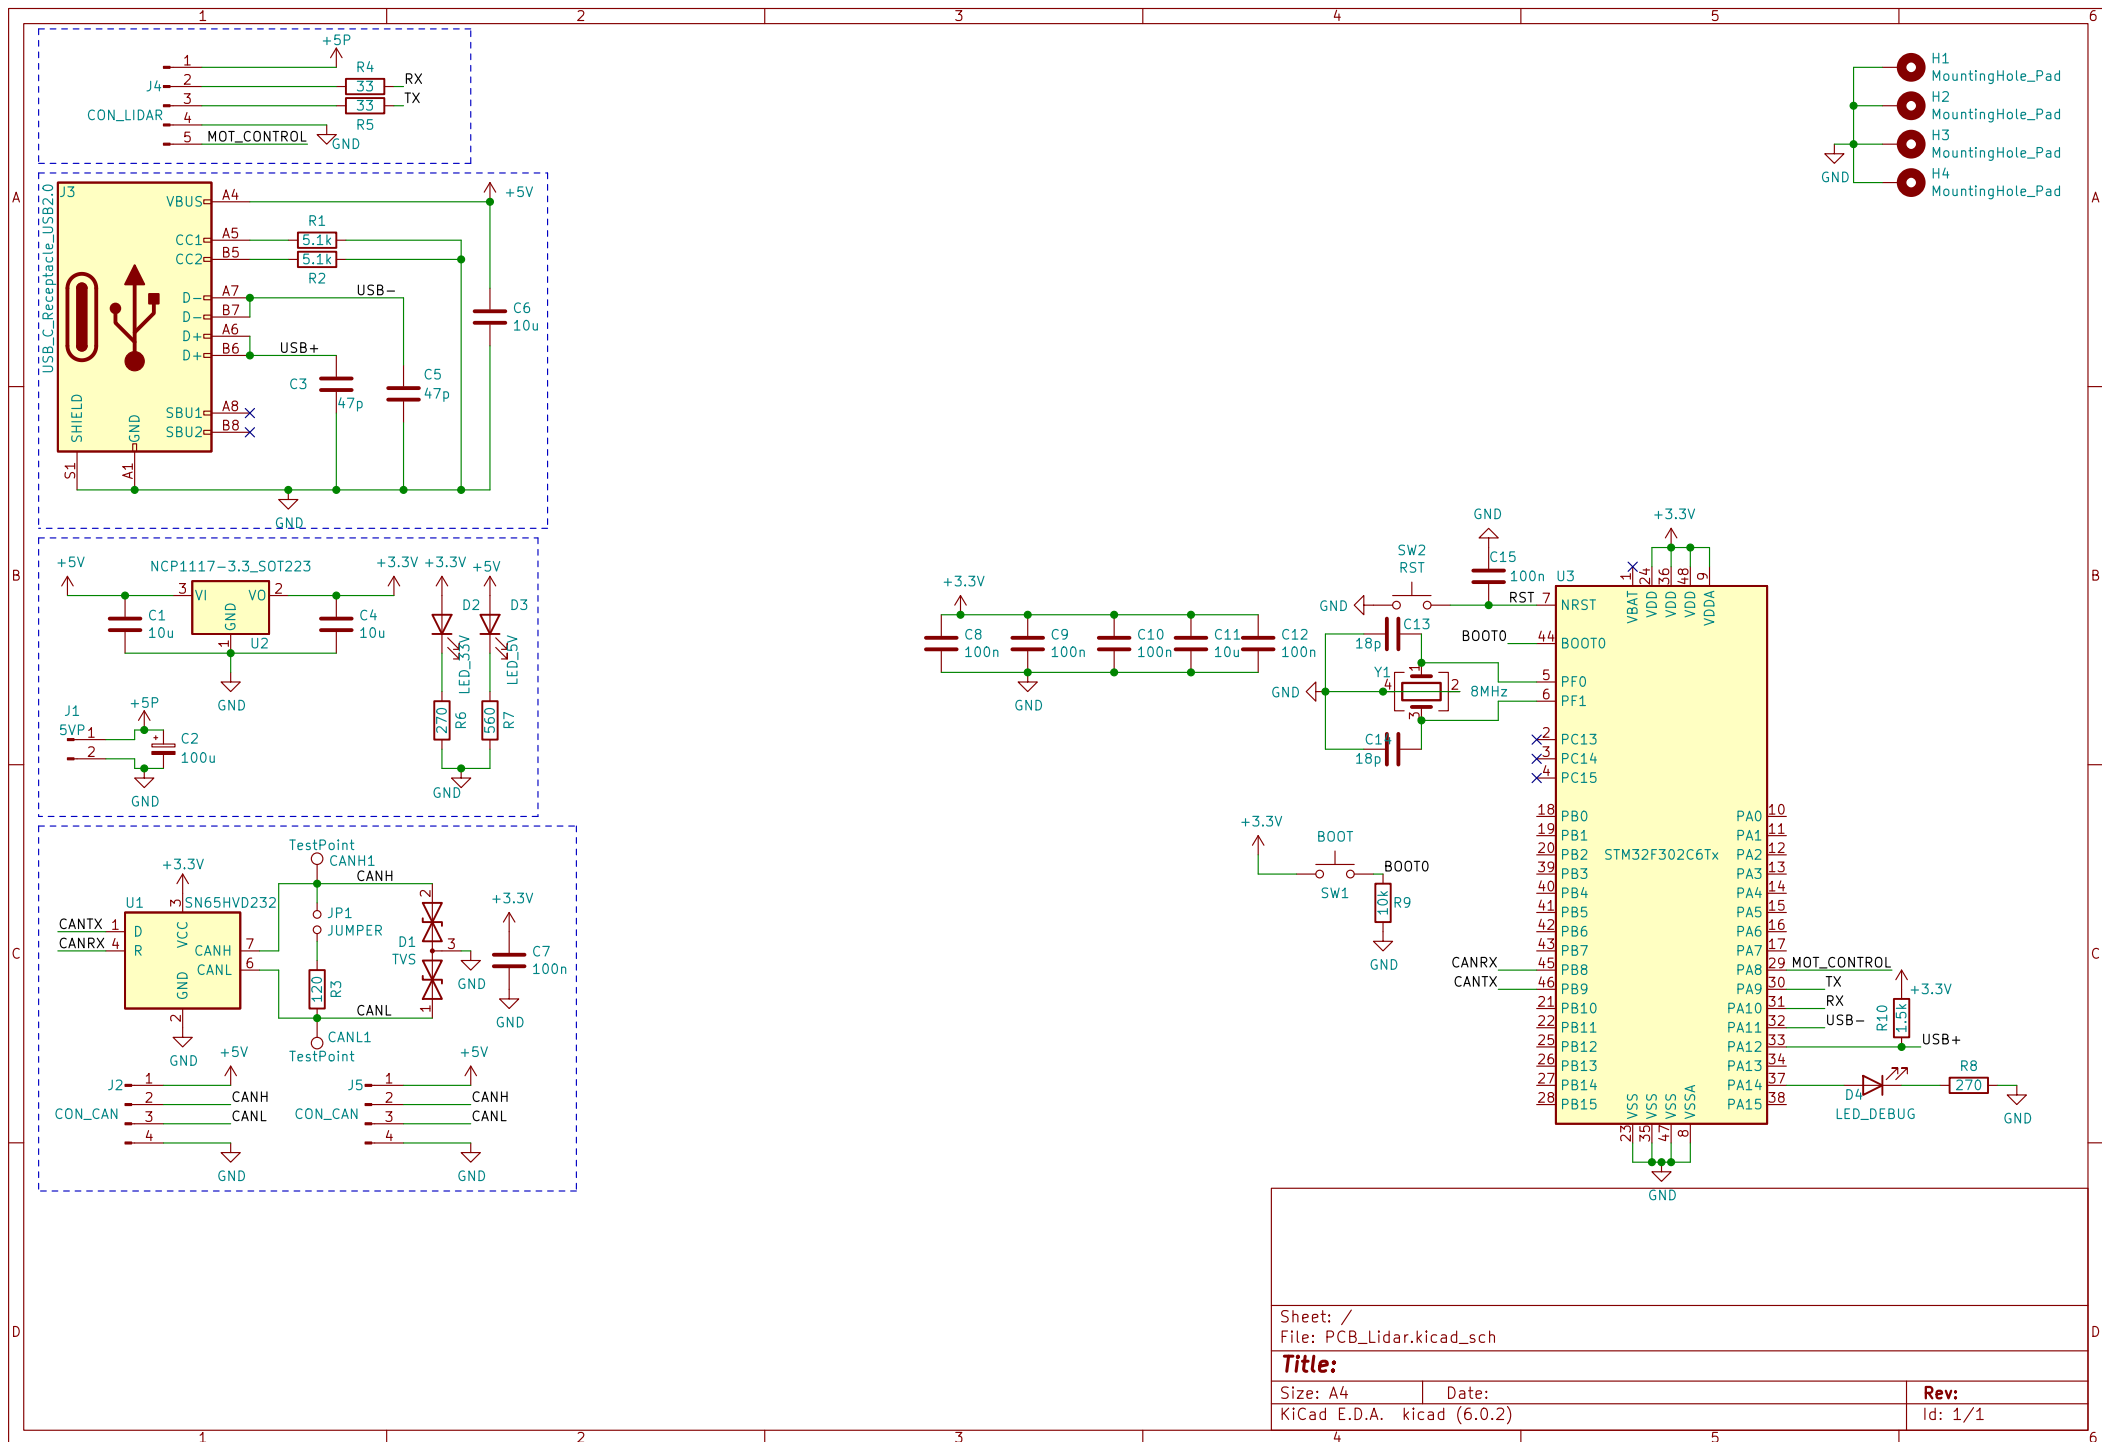 1 2 3 4 5 6
A
B
C
D
A
B
C
D
1 2 3 4 5 6
+5P
1
2
3
4
5
J4
CON_LIDAR
R4
33
RX
33
TX
R5
GND
MOT_CONTROL
J3
USB_C_Receptacle_USB2.0
VBUS A4
CC1 A5
CC2 B5
D- A7
D- B7
D+ A6
D+ B6
SBU1 A8
SBU2 B8
SHIELD
GND
S1
A1
R1
5.1k
5.1k
R2
USB-
USB+
C3
47p
C5
47p
+5V
C6
10u
GND
+5V
NCP1117-3.3_SOT223
3 VI
VO 2
GND
1
U2
C1
10u
C4
10u
+3.3V
GND
+3.3V
+5V
D2
LED_33V
D3
LED_5V
270
R6
560
R7
GND
J1
5VP
1
2
+5P
C2
100u
GND
+3.3V
U1
SN65HVD232
3
VCC
CANTX 1 D
CANRX 4 R
CANH 7
CANL 6
GND
2
GND
TestPoint
CANH1
CANH
JP1
JUMPER
120
R3
CANL
CANL1
TestPoint
D1
TVS
2
3
1
GND
+3.3V
C7
100n
GND
J2
CON_CAN
1
2
3
4
+5V
CANH
CANL
GND
J5
CON_CAN
1
2
3
4
+5V
CANH
CANL
GND
H1
MountingHole_Pad
H2
MountingHole_Pad
H3
MountingHole_Pad
H4
MountingHole_Pad
GND
+3.3V
C8
100n
C9
100n
C10
100n
C11
10u
C12
100n
GND
SW2
RST
GND
GND
C15
100n
RST
BOOT0
C13
18p
Y1
1
4
2
3
8MHz
GND
C14
18p
+3.3V
BOOT
SW1
BOOT0
10k
R9
GND
U3
STM32F302C6Tx
+3.3V
1 24 36 48 9
VBAT VDD VDD VDD VDDA
7 NRST
44 BOOT0
5 PF0
6 PF1
2 PC13
3 PC14
4 PC15
18 PB0
19 PB1
20 PB2
39 PB3
40 PB4
41 PB5
42 PB6
43 PB7
CANRX 45 PB8
CANTX 46 PB9
21 PB10
22 PB11
25 PB12
26 PB13
27 PB14
28 PB15
PA0 10
PA1 11
PA2 12
PA3 13
PA4 14
PA5 15
PA6 16
PA7 17
PA8 29 MOT_CONTROL
PA9 30 TX
PA10 31 RX
PA11 32 USB-
PA12 33 USB+
PA13 34
PA14 37
PA15 38
VSS VSS VSS VSSA
23 35 47 8
GND
+3.3V
R10
1.5k
D4
LED_DEBUG
R8
270
GND
Sheet: /
File: PCB_Lidar.kicad_sch
Title:
Size: A4 Date: Rev:
KiCad E.D.A. kicad (6.0.2) Id: 1/1